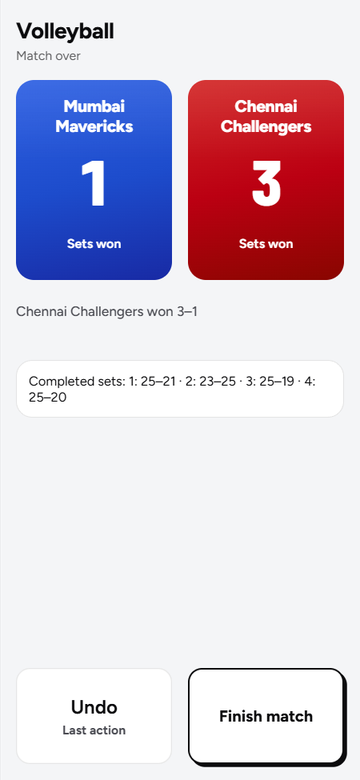 Volleyball
Match over
Mumbai
Mavericks
1
Sets won
Chennai
Challengers
3
Sets won
Chennai Challengers won 3–1
Completed sets: 1: 25–21 · 2: 23–25 · 3: 25–19 · 4:
25–20
Undo
Last action
Finish match